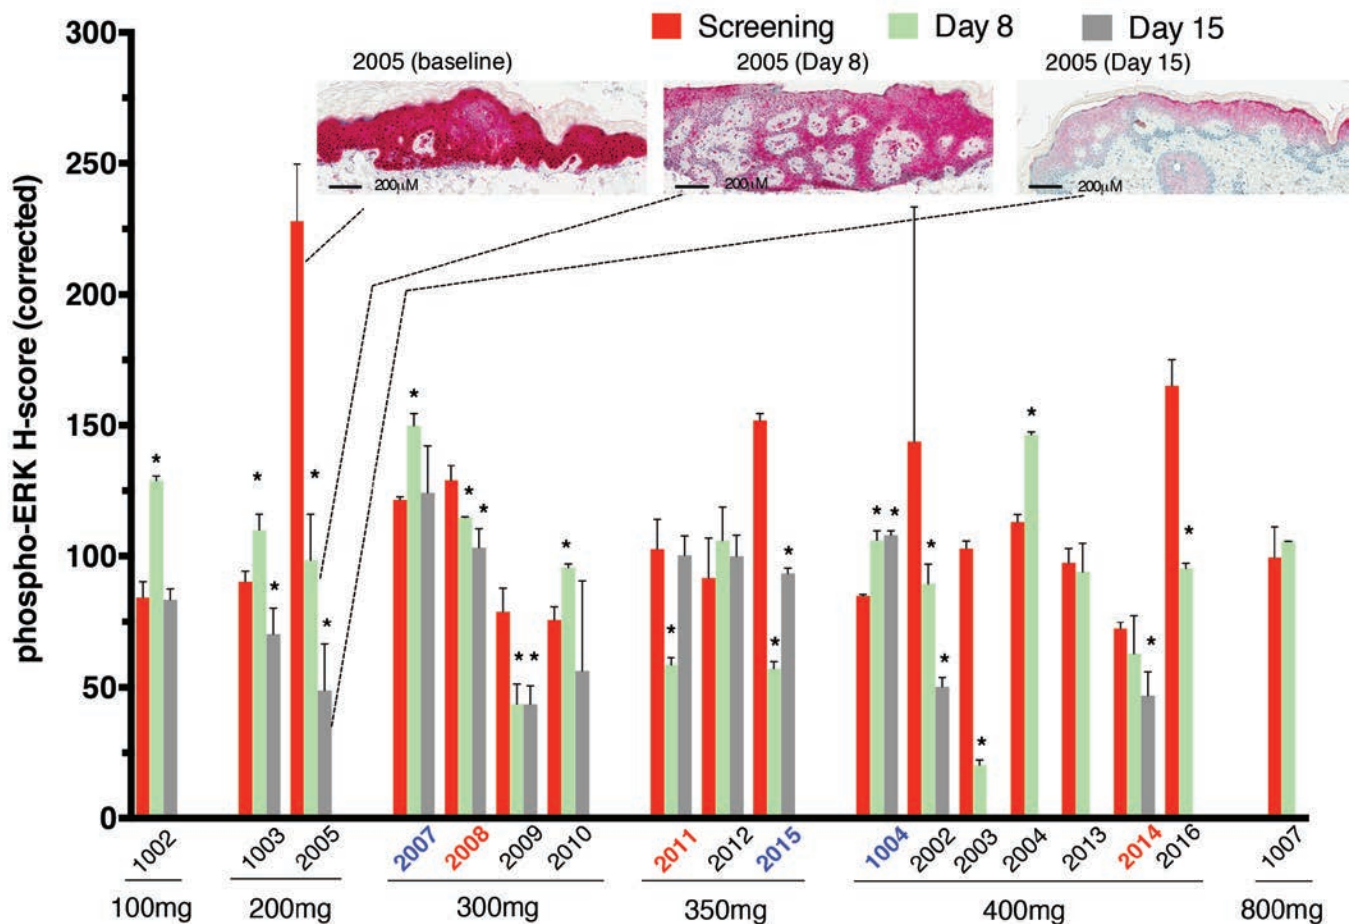 Screening Day 8 Day 15
2005 (baseline) 2005 (Day 8) 2005 (Day 15)
200µM 200µM 200µM
phospho-ERK H-score (corrected)
300
250
200
150
100
50
0
* * * * * * * * * * * * * * * * * * * * * *
1002 1003 2005 2007 2008 2009 2010 2011 2012 2015 1004 2002 2003 2004 2013 2014 2016 1007
100mg 200mg 300mg 350mg 400mg 800mg